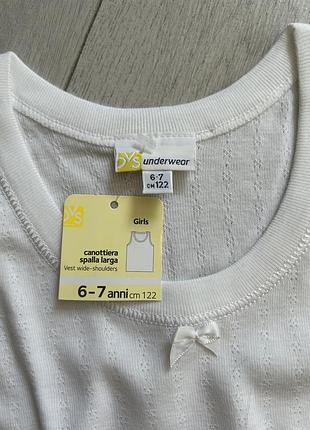 OVS underwear
6-7
CM 122
OVS
Girls
canottiera
spalla larga
Vest wide-shoulders
6-7 anni cm 122